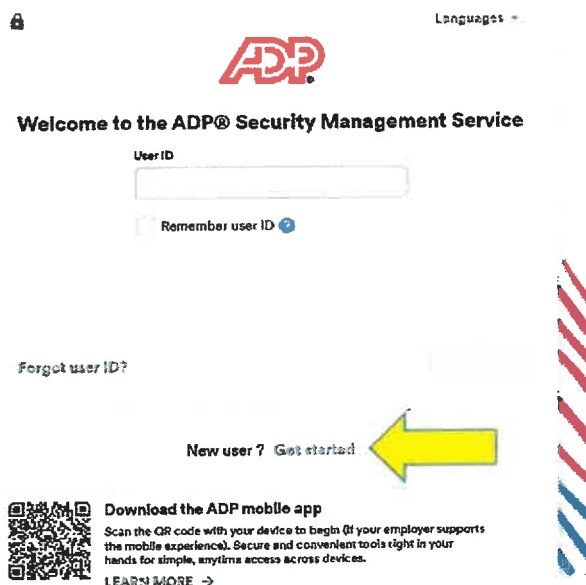 Languages
ADP.
Welcome to the ADP® Security Management Service
User ID
Remember user ID ?
Forgot user ID?
New user ? Get started
Download the ADP mobile app
Scan the QR code with your device to begin (if your employer supports
the mobile experience). Secure and convenient tools right in your
hands for simple, anytime access across devices.
LEARN MORE →